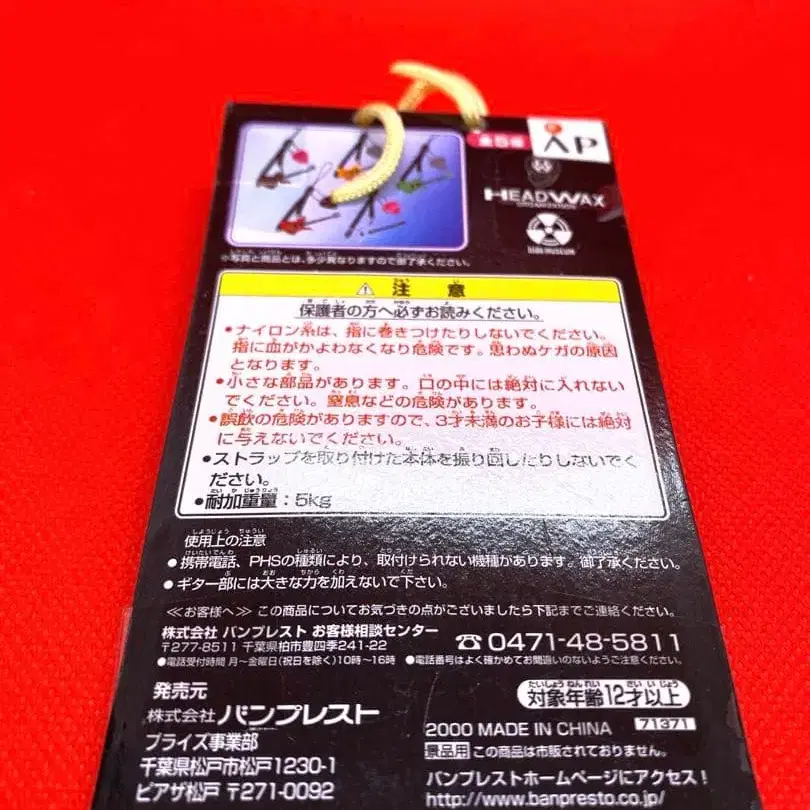 全5種
AP
HEADWAX
ORGANIZATION
HIDE MUSEUM
※写真と商品とは、多少異なりますので御了承ください。
⚠ 注 意
保護者の方へ必ずお読みください。
•ナイロン糸は、指に巻きつけたりしないでください。
指に血がかよわなくなり危険です。思わぬケガの原因
となります。
•小さな部品があります。口の中には絶対に入れない
でください。窒息などの危険があります。
•誤飲の危険がありますので、3才未満のお子様には絶対
に与えないでください。
•ストラップを取り付けた本体を振り回したりしないでく
ださい。
•耐加重量:5kg
使用上の注意
●携帯電話、PHSの種類により、取付けられない機種があります。御了承ください。
●ギター部には大きな力を加えないで下さい。
≪お客様へ≫ この商品についてお気づきの点がございましたら下記までご連絡ください。
株式会社 バンプレスト お客様相談センター
☎0471-48-5811
〒277-8511 千葉県柏市豊四季241-22
●電話受付時間 月〜金曜日(祝日を除く)10時〜16時 ●電話番号はよく確かめてお間違いのないようご注意ください。
発売元
対象年齢12才以上
株式会社バンプレスト
2000 MADE IN CHINA 71371
プライズ事業部
景品用 この商品は市販されておりません。
千葉県松戸市松戸1230-1
バンプレストホームページにアクセス!
ピアザ松戸 〒271-0092
http://www.banpresto.co.jp/